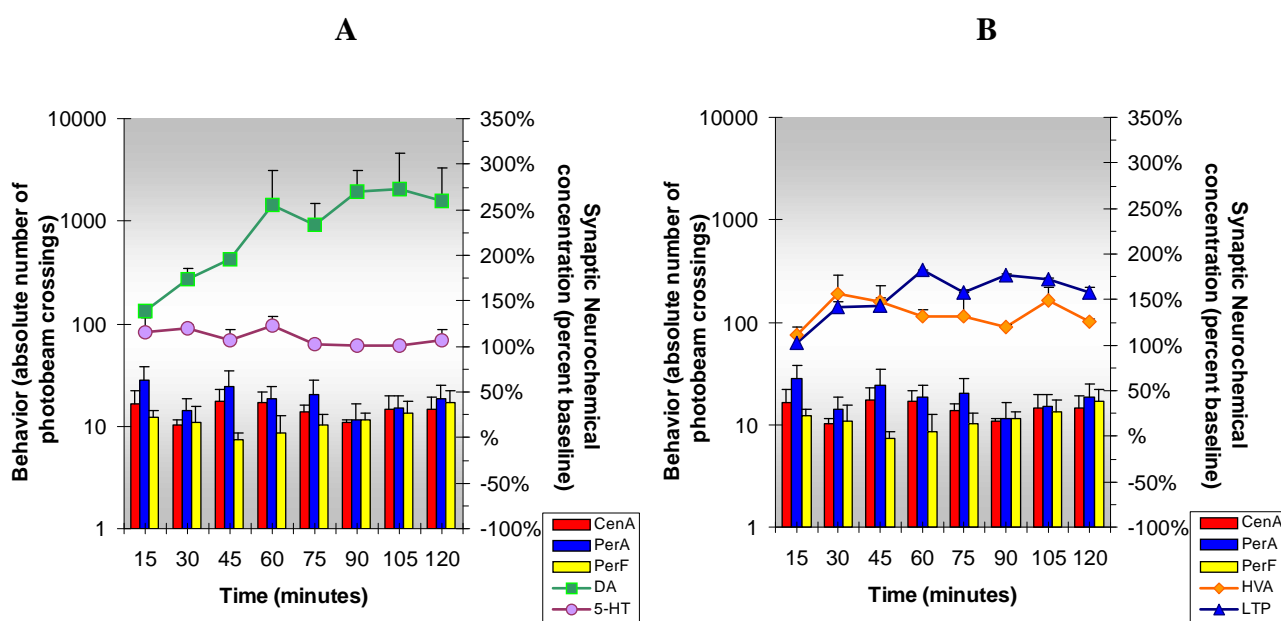 A
B
Behavior (absolute number of
photobeam crossings)
10000
1000
100
10
1
350%
300%
250%
200%
150%
100%
50%
%
-50%
-100%
Synaptic Neurochemical
concentration (percent baseline)
15 30 45 60 75 90 105 120
Time (minutes)
CenA
PerA
PerF
DA
5-HT
Behavior (absolute number of
photobeam crossings)
10000
1000
100
10
1
350%
300%
250%
200%
150%
100%
50%
%
-50%
-100%
Synaptic Neurochemical
concentration (percent baseline)
15 30 45 60 75 90 105 120
Time (minutes)
CenA
PerA
PerF
HVA
LTP